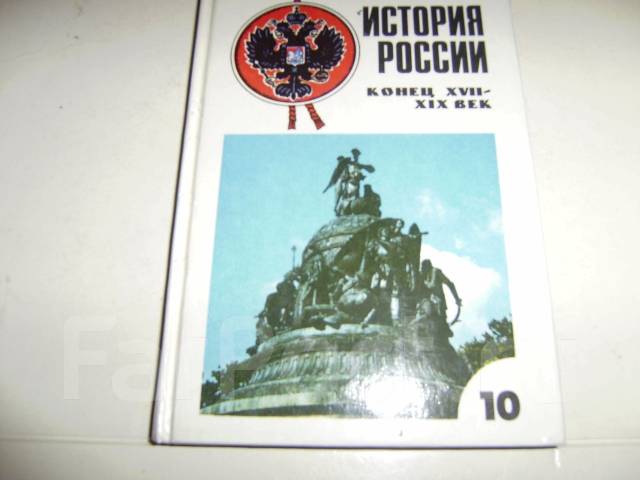 ИСТОРИЯ
РОССИИ
КОНЕЦ XVII-
XIX ВЕК
10